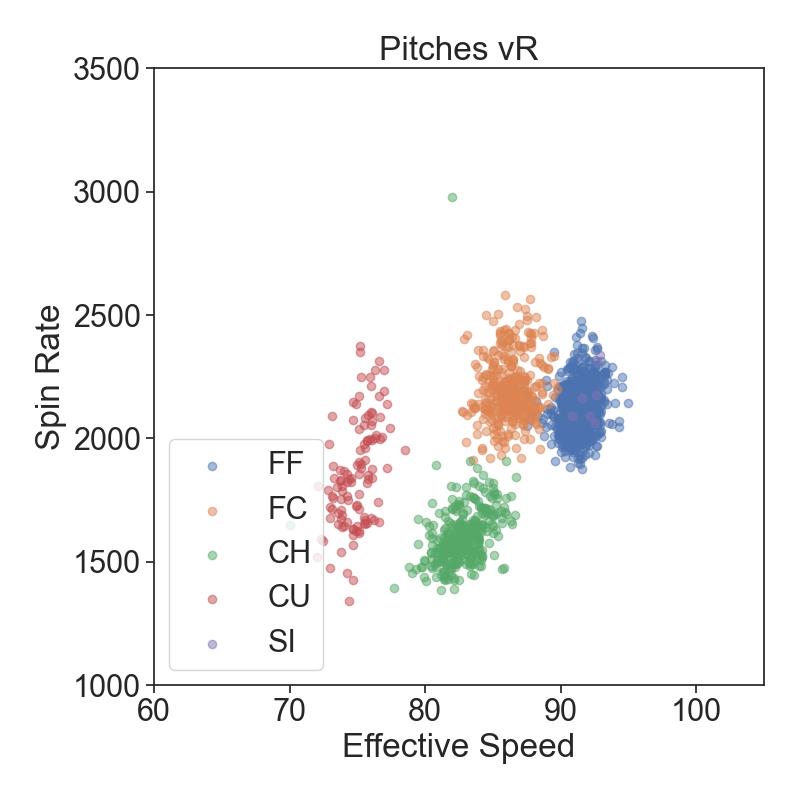 Pitches vR
3500
3000
2500
2000
1500
1000
Spin Rate
FF
FC
CH
CU
SI
60 70 80 90 100
Effective Speed